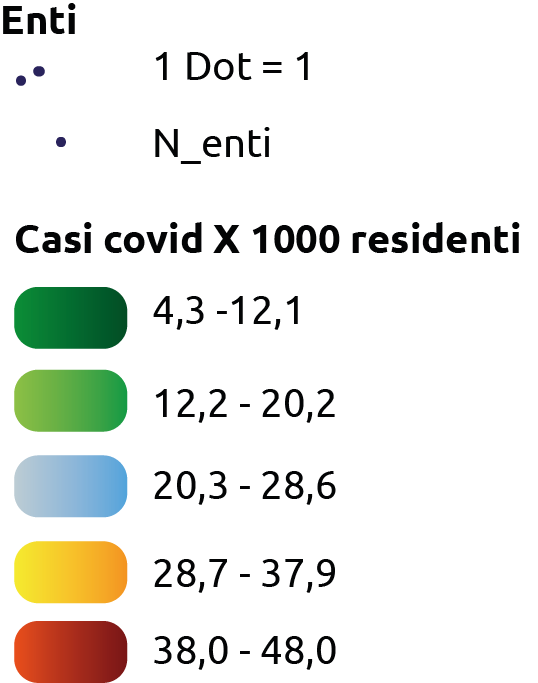 Enti
1 Dot = 1
N_enti
Casi covid X 1000 residenti
4,3 -12,1
12,2 - 20,2
20,3 - 28,6
28,7 - 37,9
38,0 - 48,0